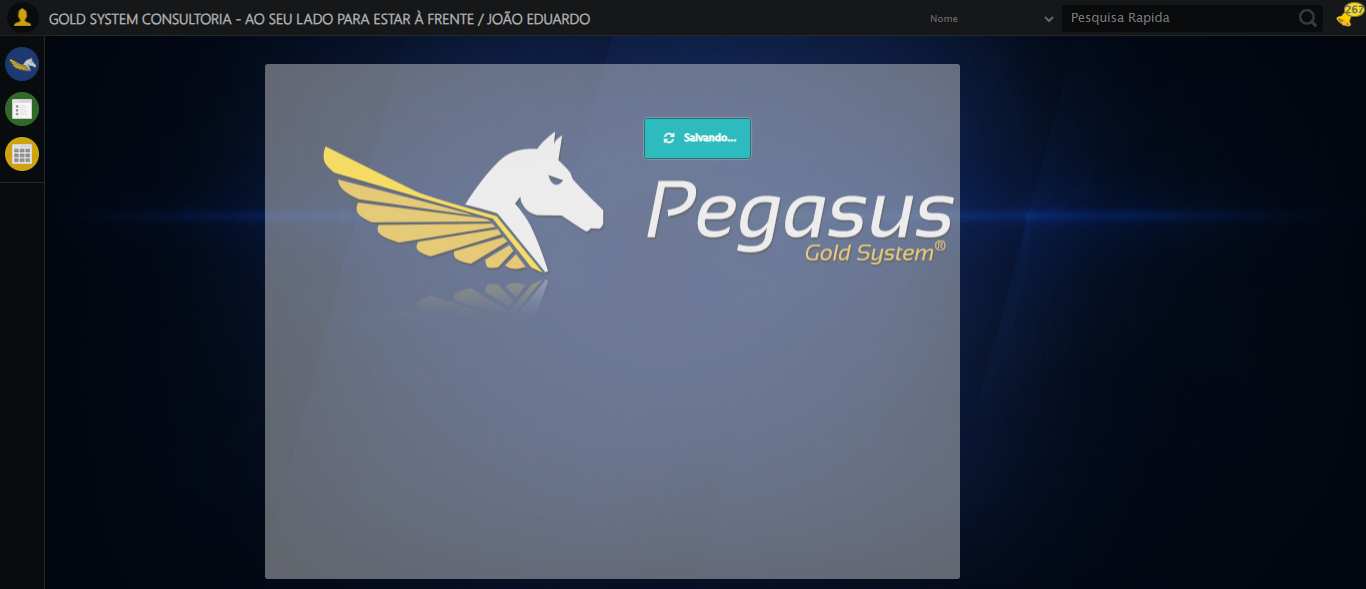 GOLD SYSTEM CONSULTORIA - AO SEU LADO PARA ESTAR À FRENTE / JOÃO EDUARDO
Nome
Pesquisa Rapida
267
Salvando...
Pegasus
Gold System®